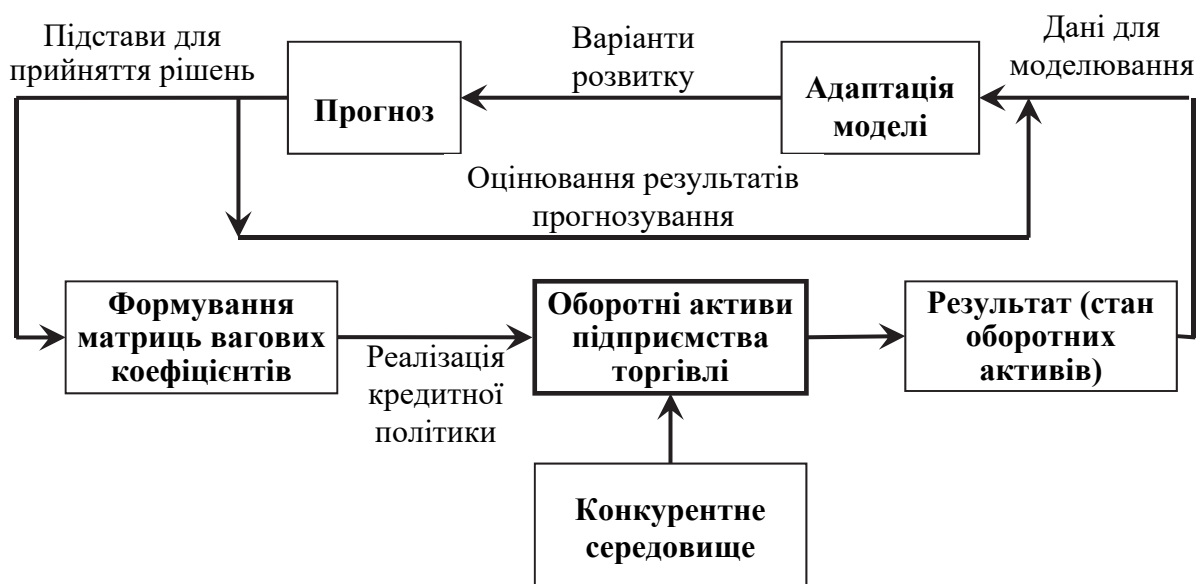 Підстави для
прийняття рішень
Прогноз
Варіанти
розвитку
Адаптація
моделі
Дані для
моделювання
Оцінювання результатів
прогнозування
Формування
матриць вагових
коефіцієнтів
Реалізація
кредитної
політики
Оборотні активи
підприємства
торгівлі
Результат (стан
оборотних
активів)
Конкурентне
середовище